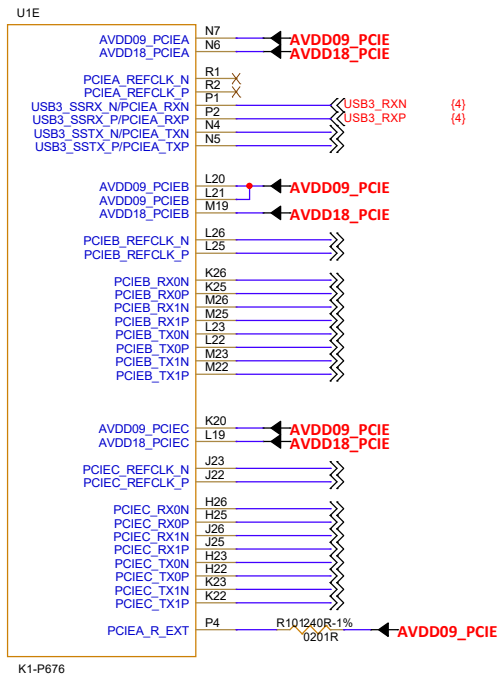 U1E
AVDD09_PCIEA N7 AVDD09_PCIE
AVDD18_PCIEA N6 AVDD18_PCIE
PCIEA_REFCLK_N R1
PCIEA_REFCLK_P R2
USB3_SSRX_N/PCIEA_RXN P1 USB3_RXN {4}
USB3_SSRX_P/PCIEA_RXP P2 USB3_RXP {4}
USB3_SSTX_N/PCIEA_TXN N4
USB3_SSTX_P/PCIEA_TXP N5
AVDD09_PCIEB L20 AVDD09_PCIE
AVDD09_PCIEB L21
AVDD18_PCIEB M19 AVDD18_PCIE
PCIEB_REFCLK_N L26
PCIEB_REFCLK_P L25
PCIEB_RX0N K26
PCIEB_RX0P K25
PCIEB_RX1N M26
PCIEB_RX1P M25
PCIEB_TX0N L23
PCIEB_TX0P L22
PCIEB_TX1N M23
PCIEB_TX1P M22
AVDD09_PCIEC K20 AVDD09_PCIE
AVDD18_PCIEC L19 AVDD18_PCIE
PCIEC_REFCLK_N J23
PCIEC_REFCLK_P J22
PCIEC_RX0N H26
PCIEC_RX0P H25
PCIEC_RX1N J26
PCIEC_RX1P J25
PCIEC_TX0N H23
PCIEC_TX0P H22
PCIEC_TX1N K23
PCIEC_TX1P K22
PCIEA_R_EXT P4 R101 240R-1% AVDD09_PCIE
0201R
K1-P676